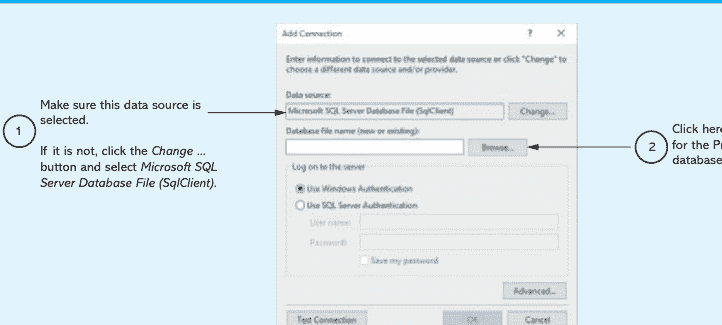 Add Connection ? ×
Enter information to connect to the selected data source or click "Change" to
choose a different data source and/or provider.
Data source:
Microsoft SQL Server Database File (SqlClient)
Change...
Database file name (new or existing):
Browse...
Log on to the server
Use Windows Authentication
Use SQL Server Authentication
User name:
Password:
Save my password
Advanced...
Test Connection
OK
Cancel
1
Make sure this data source is
selected.
If it is not, click the Change ...
button and select Microsoft SQL
Server Database File (SqlClient).
2
Click here
for the
database